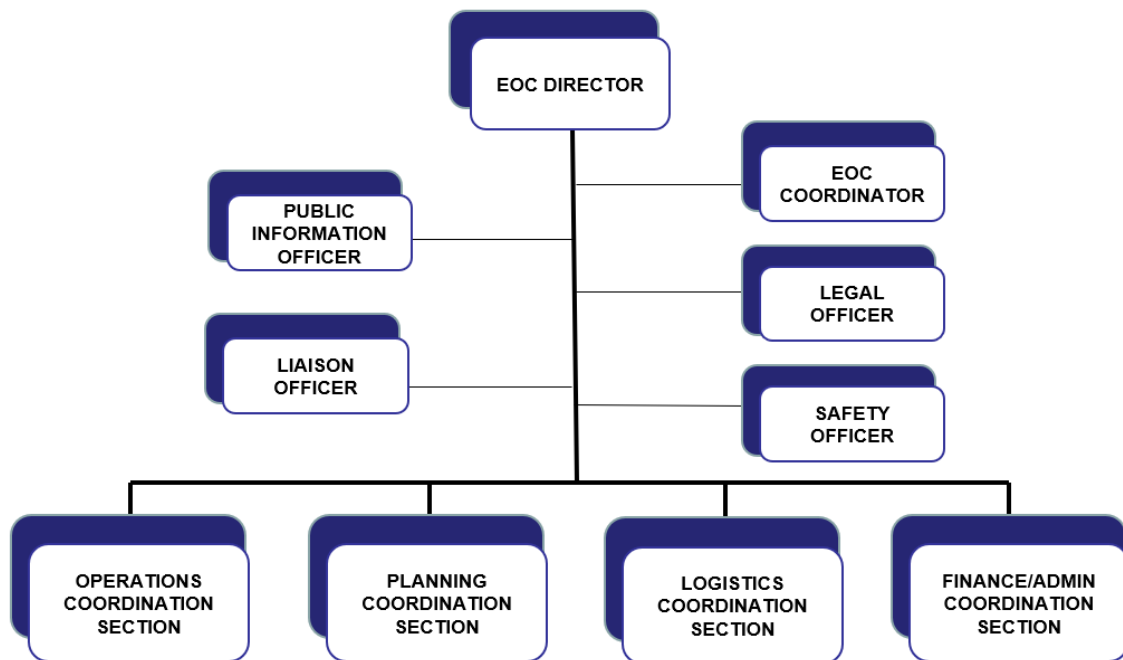 EOC DIRECTOR
EOC
COORDINATOR
PUBLIC
INFORMATION
OFFICER
LEGAL
OFFICER
LIAISON
OFFICER
SAFETY
OFFICER
OPERATIONS
COORDINATION
SECTION
PLANNING
COORDINATION
SECTION
LOGISTICS
COORDINATION
SECTION
FINANCE/ADMIN
COORDINATION
SECTION